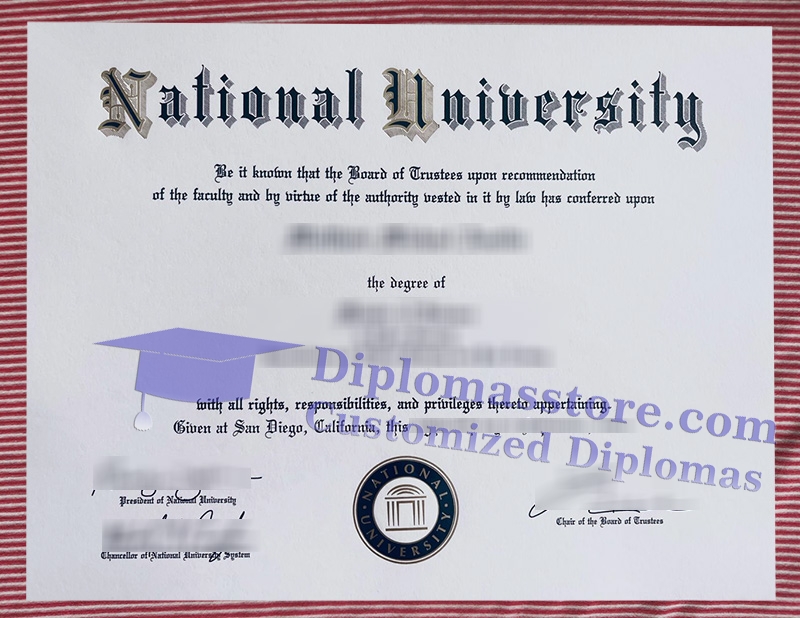 National University
Be it known that the Board of Trustees upon recommendation
of the faculty and by virtue of the authority vested in it by law has conferred upon
the degree of
Diplomasstore.com
with all rights, responsibilities, and privileges thereto appertaining.
Given at San Diego, California, this
Customized Diplomas
President of National University
Chancellor of National University System
NATIONAL UNIVERSITY
Chair of the Board of Trustees